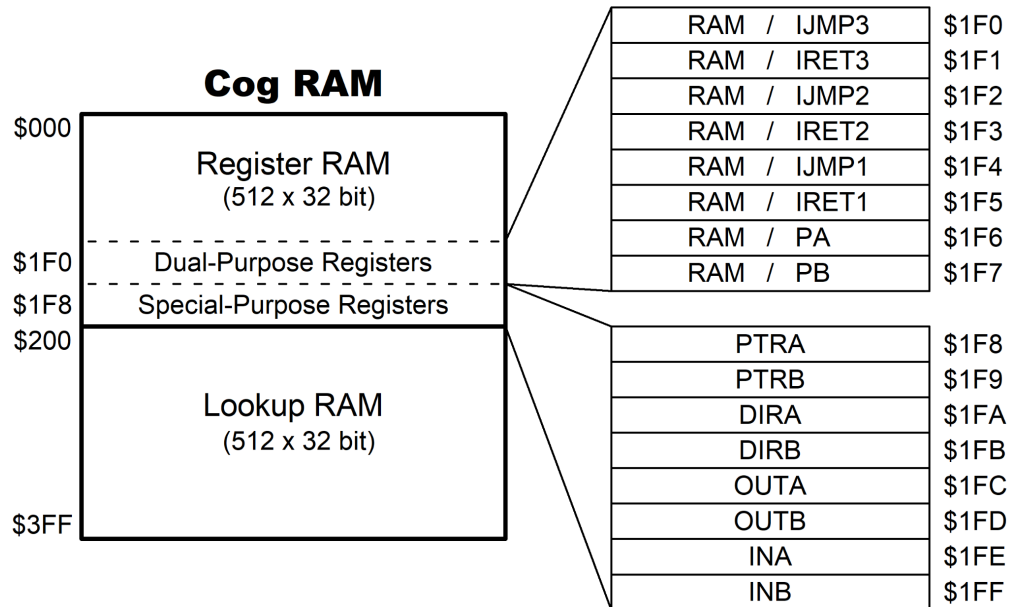 Cog RAM
$000
Register RAM
(512 x 32 bit)
$1F0
Dual-Purpose Registers
$1F8
Special-Purpose Registers
$200
Lookup RAM
(512 x 32 bit)
$3FF
RAM / IJMP3 $1F0
RAM / IRET3 $1F1
RAM / IJMP2 $1F2
RAM / IRET2 $1F3
RAM / IJMP1 $1F4
RAM / IRET1 $1F5
RAM / PA $1F6
RAM / PB $1F7
PTRA $1F8
PTRB $1F9
DIRA $1FA
DIRB $1FB
OUTA $1FC
OUTB $1FD
INA $1FE
INB $1FF